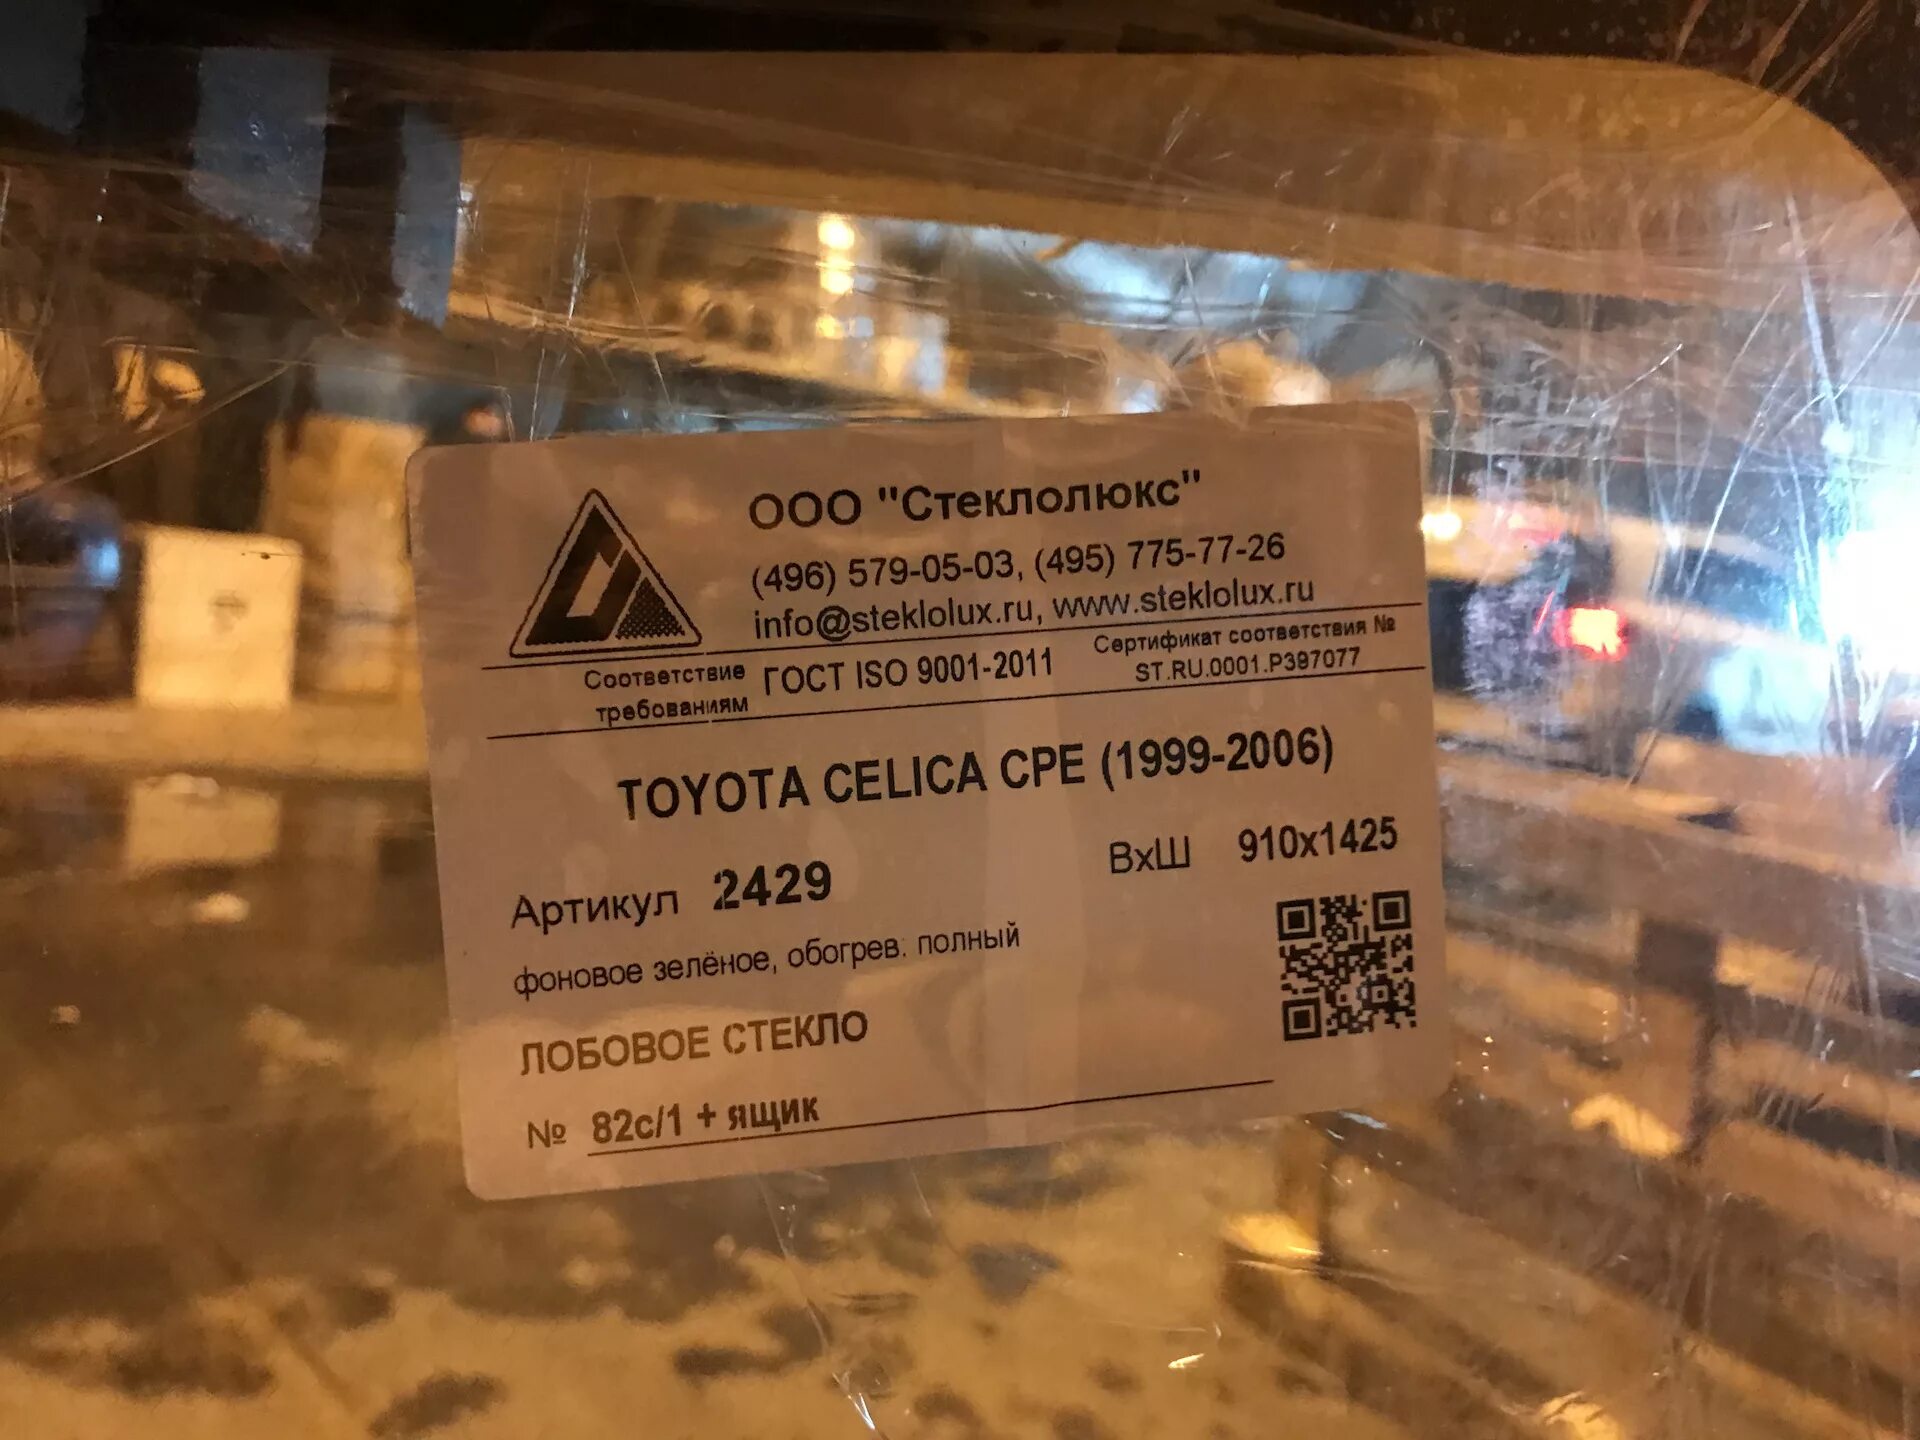 ООО "Стеклолюкс"
(496) 579-05-03, (495) 775-77-26
info@steklolux.ru, www.steklolux.ru
Соответствие требованиям ГОСТ ISO 9001-2011
Сертификат соответствия №
ST.RU.0001.P397077
TOYOTA CELICA CPE (1999-2006)
Артикул 2429 ВхШ 910x1425
фоновое зелёное, обогрев: полный
ЛОБОВОЕ СТЕКЛО
№ 82с/1 + ящик